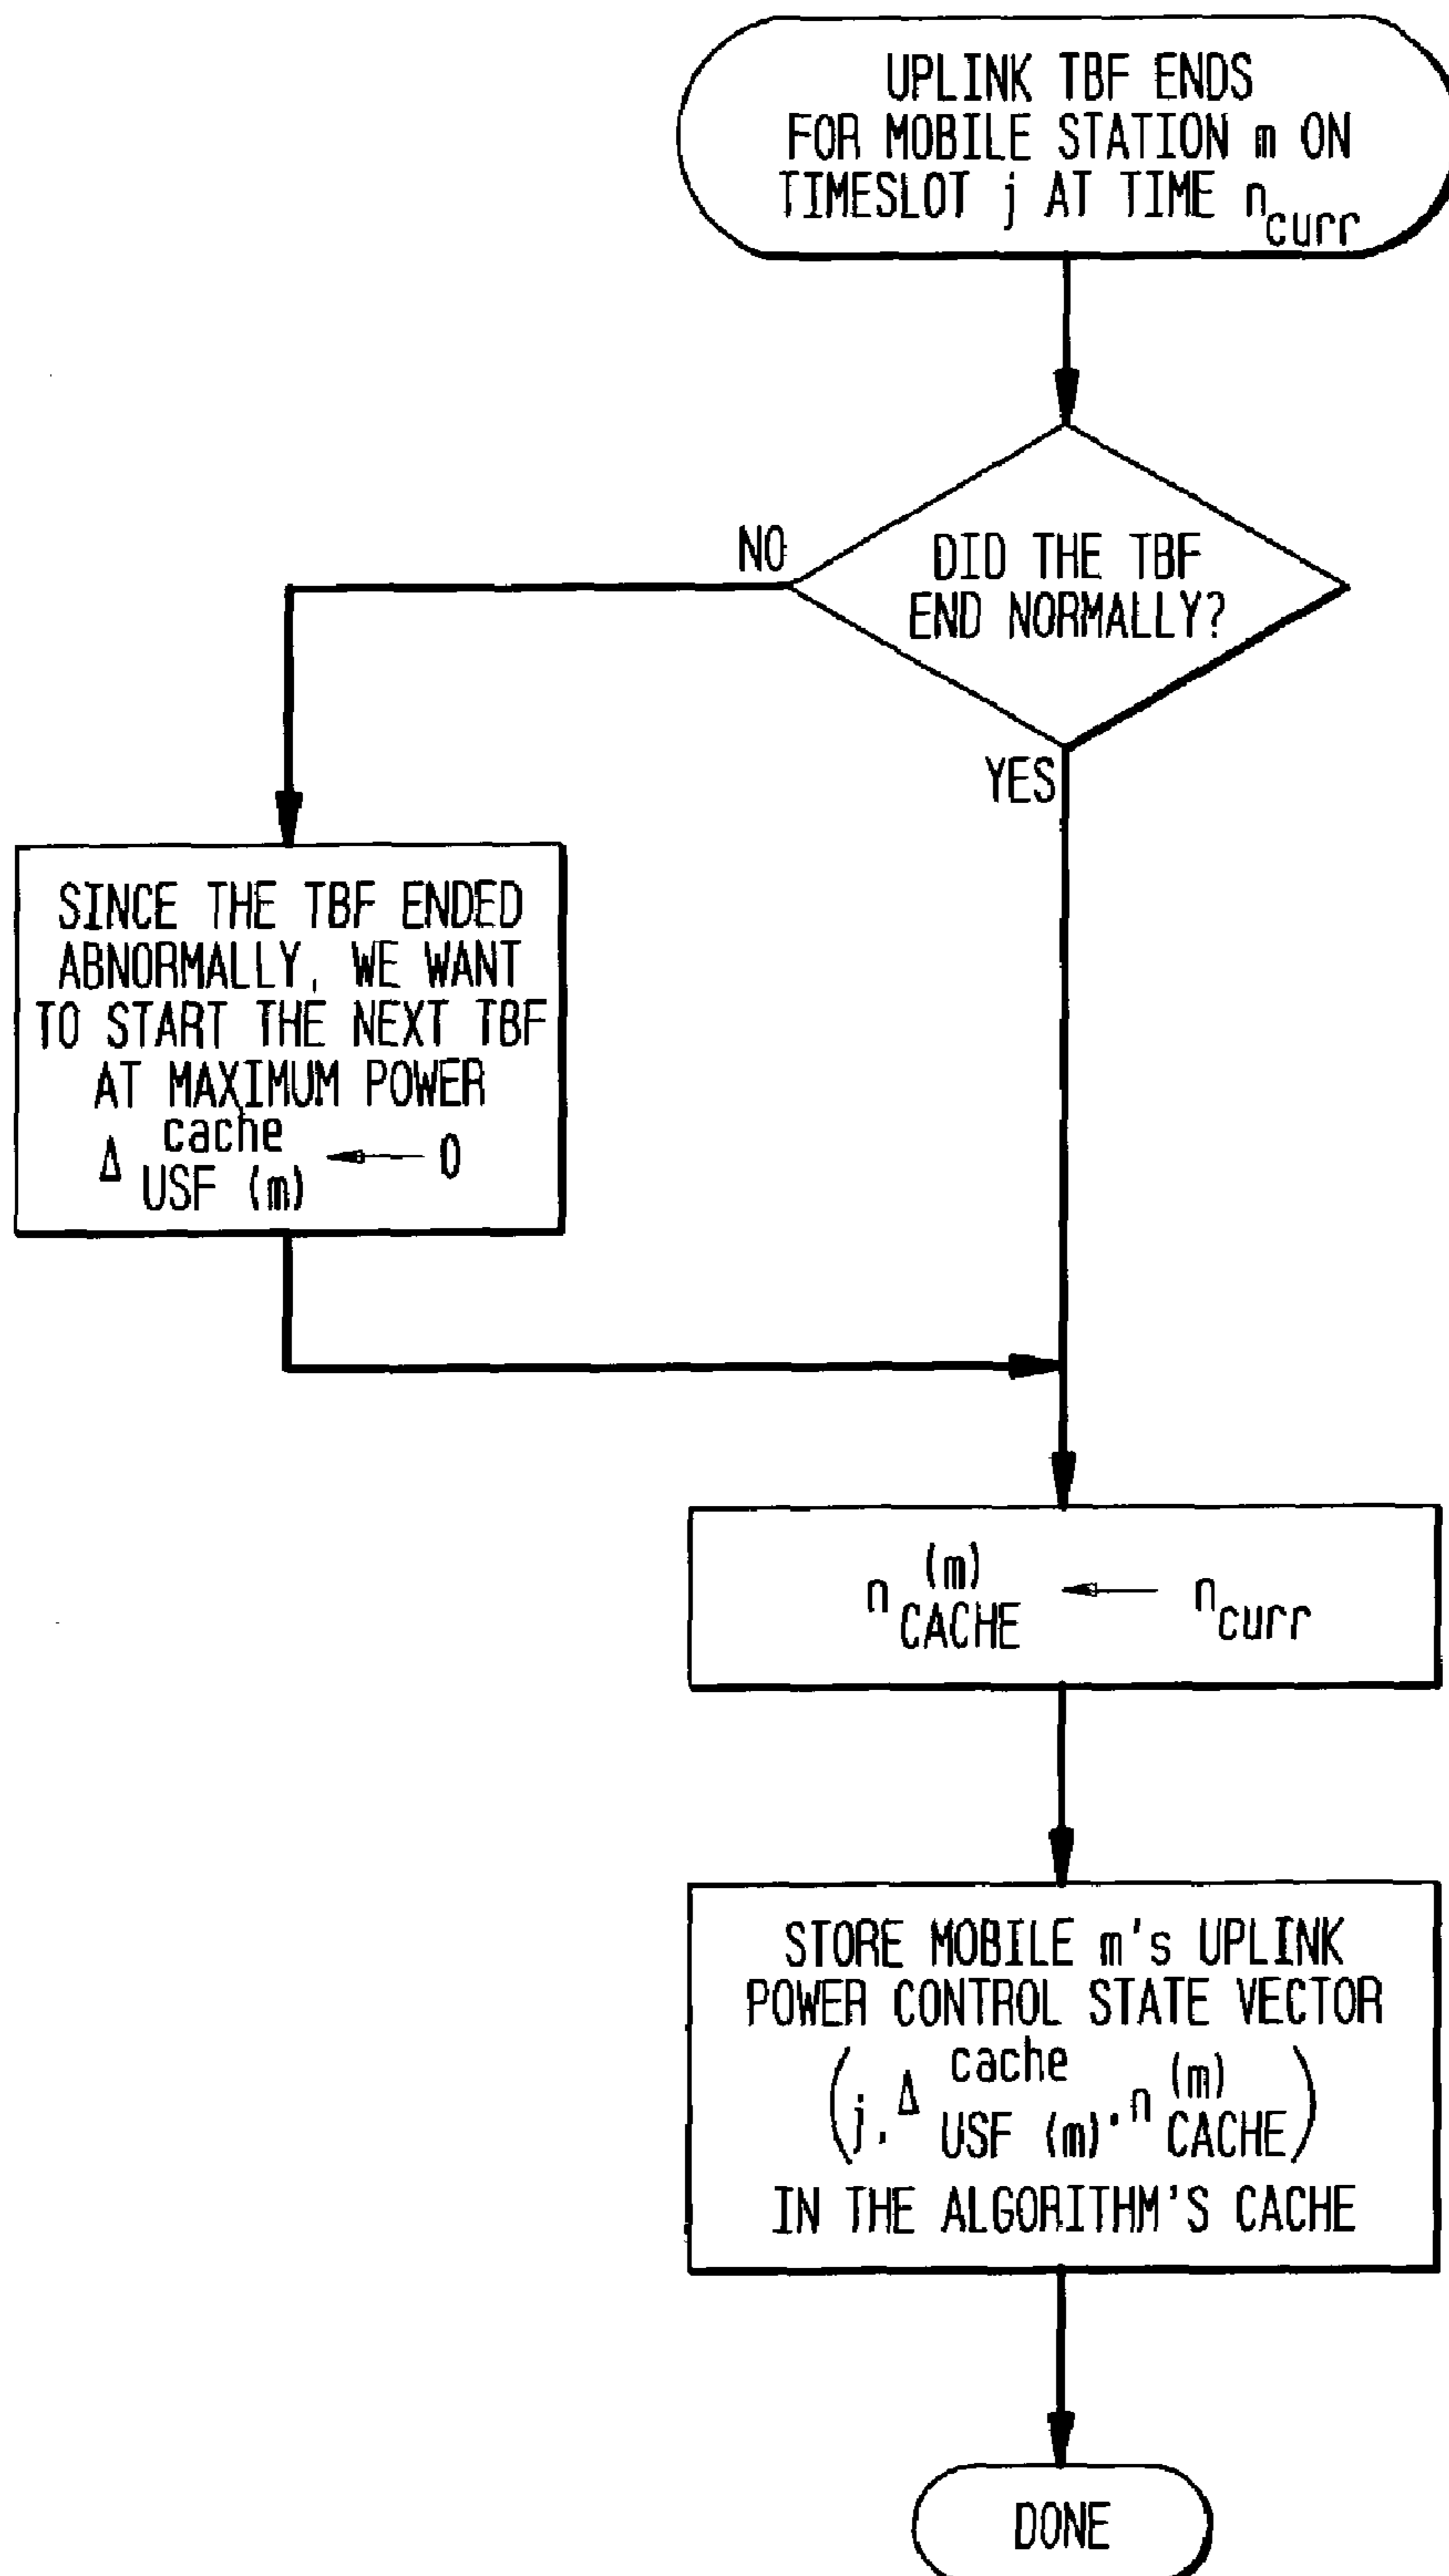 UPLINK TBF ENDS
FOR MOBILE STATION m ON
TIMESLOT j AT TIME n_curr
DID THE TBF
END NORMALLY?
NO
YES
SINCE THE TBF ENDED
ABNORMALLY, WE WANT
TO START THE NEXT TBF
AT MAXIMUM POWER
Δ cache USF (m) ← 0
n (m) CACHE ← n_curr
STORE MOBILE m's UPLINK
POWER CONTROL STATE VECTOR
(j, Δ cache USF (m), n (m) CACHE)
IN THE ALGORITHM'S CACHE
DONE